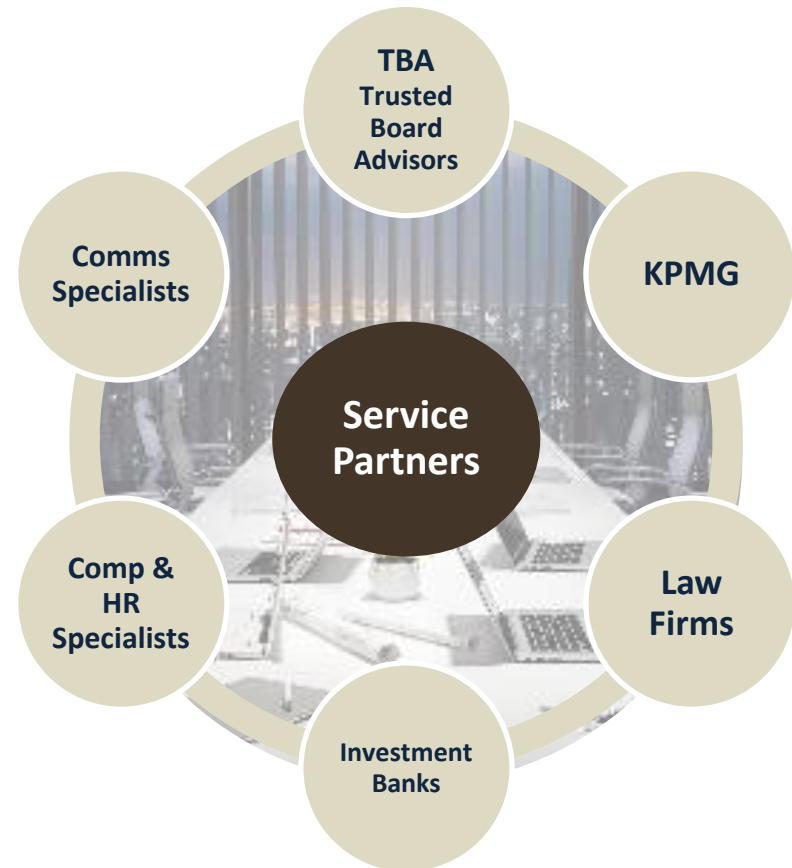 TBA
Trusted
Board
Advisors
Comms
Specialists
KPMG
Service
Partners
Comp &
HR
Specialists
Law
Firms
Investment
Banks